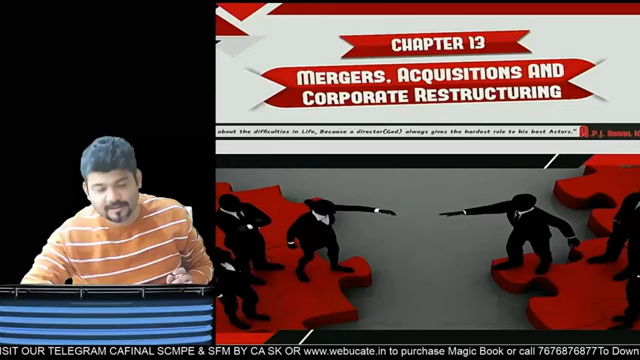 CHAPTER 13
MERGERS, ACQUISITIONS AND
CORPORATE RESTRUCTURING
about the difficulties in Life, Because a director(God) always gives the hardest role to his best Actors." A.P.J. ABDUL K
VISIT OUR TELEGRAM CAFINAL SCMPE & SFM BY CA SK OR www.webucate.in to purchase Magic Book or call 7676876877To Down